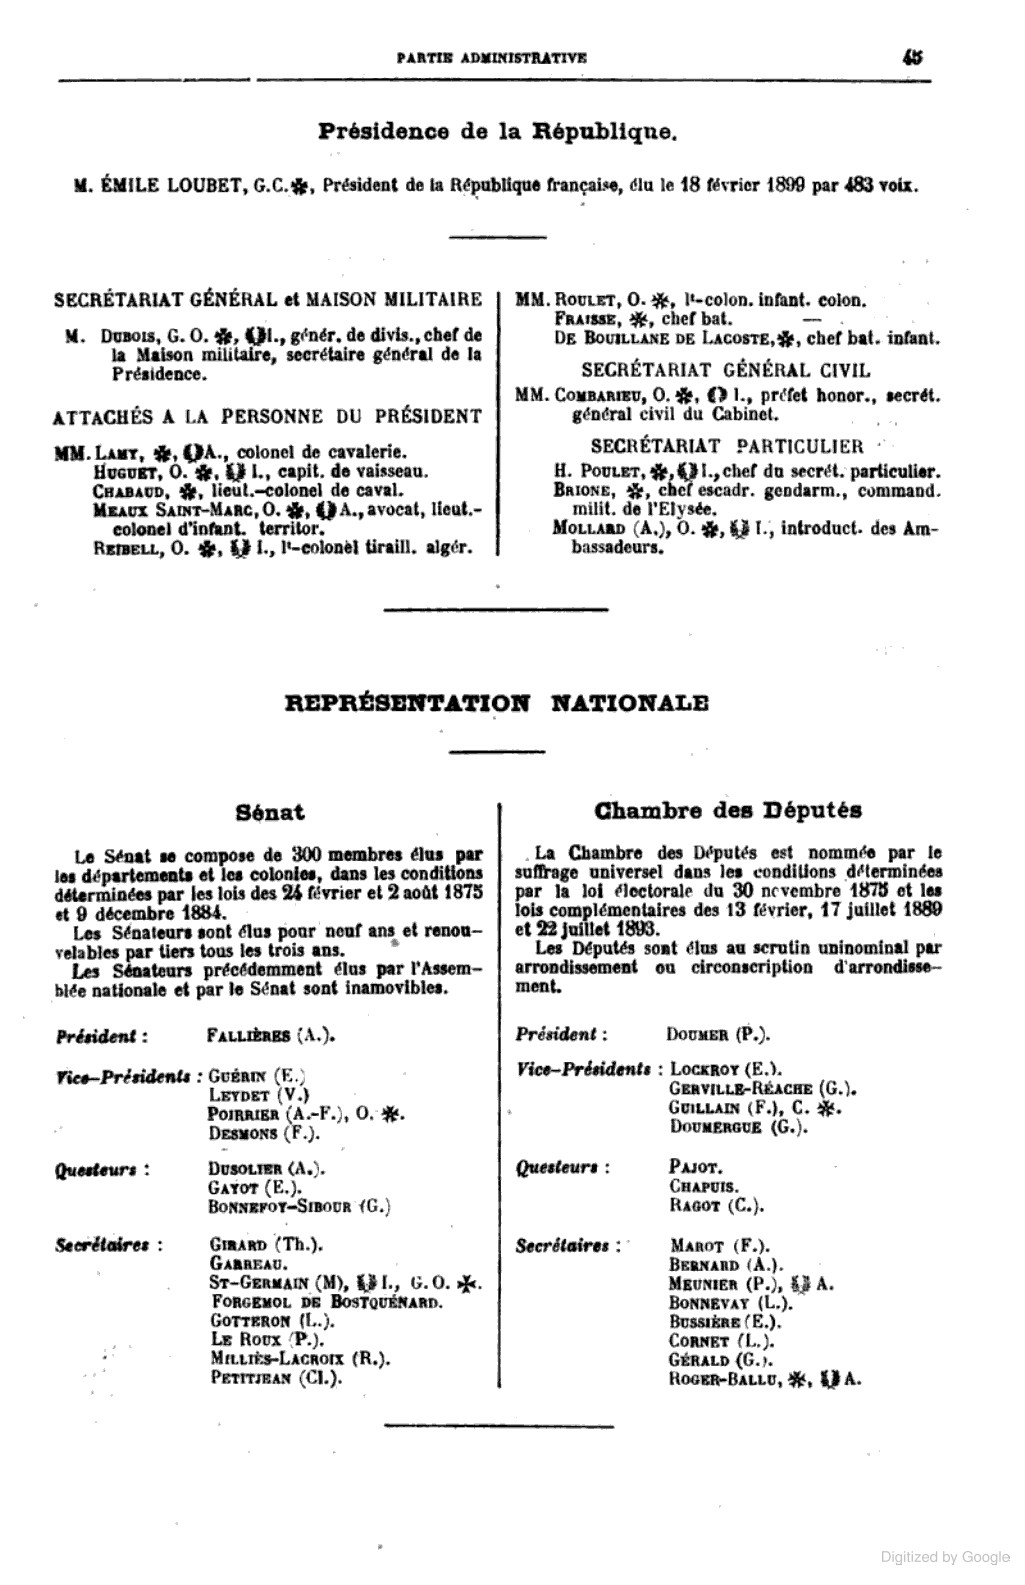 PARTIE ADMINISTRATIVE 45
Présidence de la République.
M. ÉMILE LOUBET, G.C.✽, Président de la République française, élu le 18 février 1899 par 483 voix.
SECRÉTARIAT GÉNÉRAL et MAISON MILITAIRE
M. DUBOIS, G. O. ✽, I., génér. de divis., chef de
la Maison militaire, secrétaire général de la
Présidence.
ATTACHÉS A LA PERSONNE DU PRÉSIDENT
MM. LAMY, ✽, A., colonel de cavalerie.
HUGUET, O. ✽, I., capit. de vaisseau.
CHABAUD, ✽, lieut.-colonel de caval.
MEAUX SAINT-MARC, O. ✽, A., avocat, lieut.-
colonel d'infant. territor.
REIBELL, O. ✽, I., lt-colonel tiraill. algér.
MM. ROULET, O. ✽, lt-colon. infant. colon.
FRAISSE, ✽, chef bat. —
DE BOUILLANE DE LACOSTE, ✽, chef bat. infant.
SECRÉTARIAT GÉNÉRAL CIVIL
MM. COMBARIEU, O. ✽, I., préfet honor., secrét.
général civil du Cabinet.
SECRÉTARIAT PARTICULIER
H. POULET, ✽, I., chef du secrét. particulier.
BRIONE, ✽, chef escadr. gendarm., command.
milit. de l'Elysée.
MOLLARD (A.), O. ✽, I., introduct. des Am-
bassadeurs.
REPRÉSENTATION NATIONALE
Sénat
Le Sénat se compose de 300 membres élus par
les départements et les colonies, dans les conditions
déterminées par les lois des 24 février et 2 août 1875
et 9 décembre 1884.
Les Sénateurs sont élus pour neuf ans et renou-
velables par tiers tous les trois ans.
Les Sénateurs précédemment élus par l'Assem-
blée nationale et par le Sénat sont inamovibles.
Président : FALLIÈRES (A.).
Vice-Présidents : GUÉRIN (E.)
LEYDET (V.)
POIRRIER (A.-F.), O. ✽.
DESMONS (F.).
Questeurs : DUSOLIER (A.).
GAYOT (E.).
BONNEFOY-SIBOUR (G.)
Secrétaires : GIRARD (Th.).
GARREAU.
ST-GERMAIN (M), I., G. O. ✠.
FORGEMOL DE BOSTQUÉNARD.
GOTTERON (L.).
LE ROUX (P.).
MILLIÈS-LACROIX (R.).
PETITJEAN (Cl.).
Chambre des Députés
La Chambre des Députés est nommée par le
suffrage universel dans les conditions déterminées
par la loi électorale du 30 novembre 1875 et les
lois complémentaires des 13 février, 17 juillet 1889
et 22 juillet 1893.
Les Députés sont élus au scrutin uninominal par
arrondissement ou circonscription d'arrondisse-
ment.
Président : DOUMER (P.).
Vice-Présidents : LOCKROY (E.).
GERVILLE-RÉACHE (G.).
GUILLAIN (F.), C. ✽.
DOUMERGUE (G.).
Questeurs : PAJOT.
CHAPUIS.
RAGOT (C.).
Secrétaires : MAROT (F.).
BERNARD (A.).
MEUNIER (P.), A.
BONNEVAY (L.).
BUSSIÈRE (E.).
CORNET (L.).
GÉRALD (G.).
ROGER-BALLU, ✽, A.
Digitized by Google